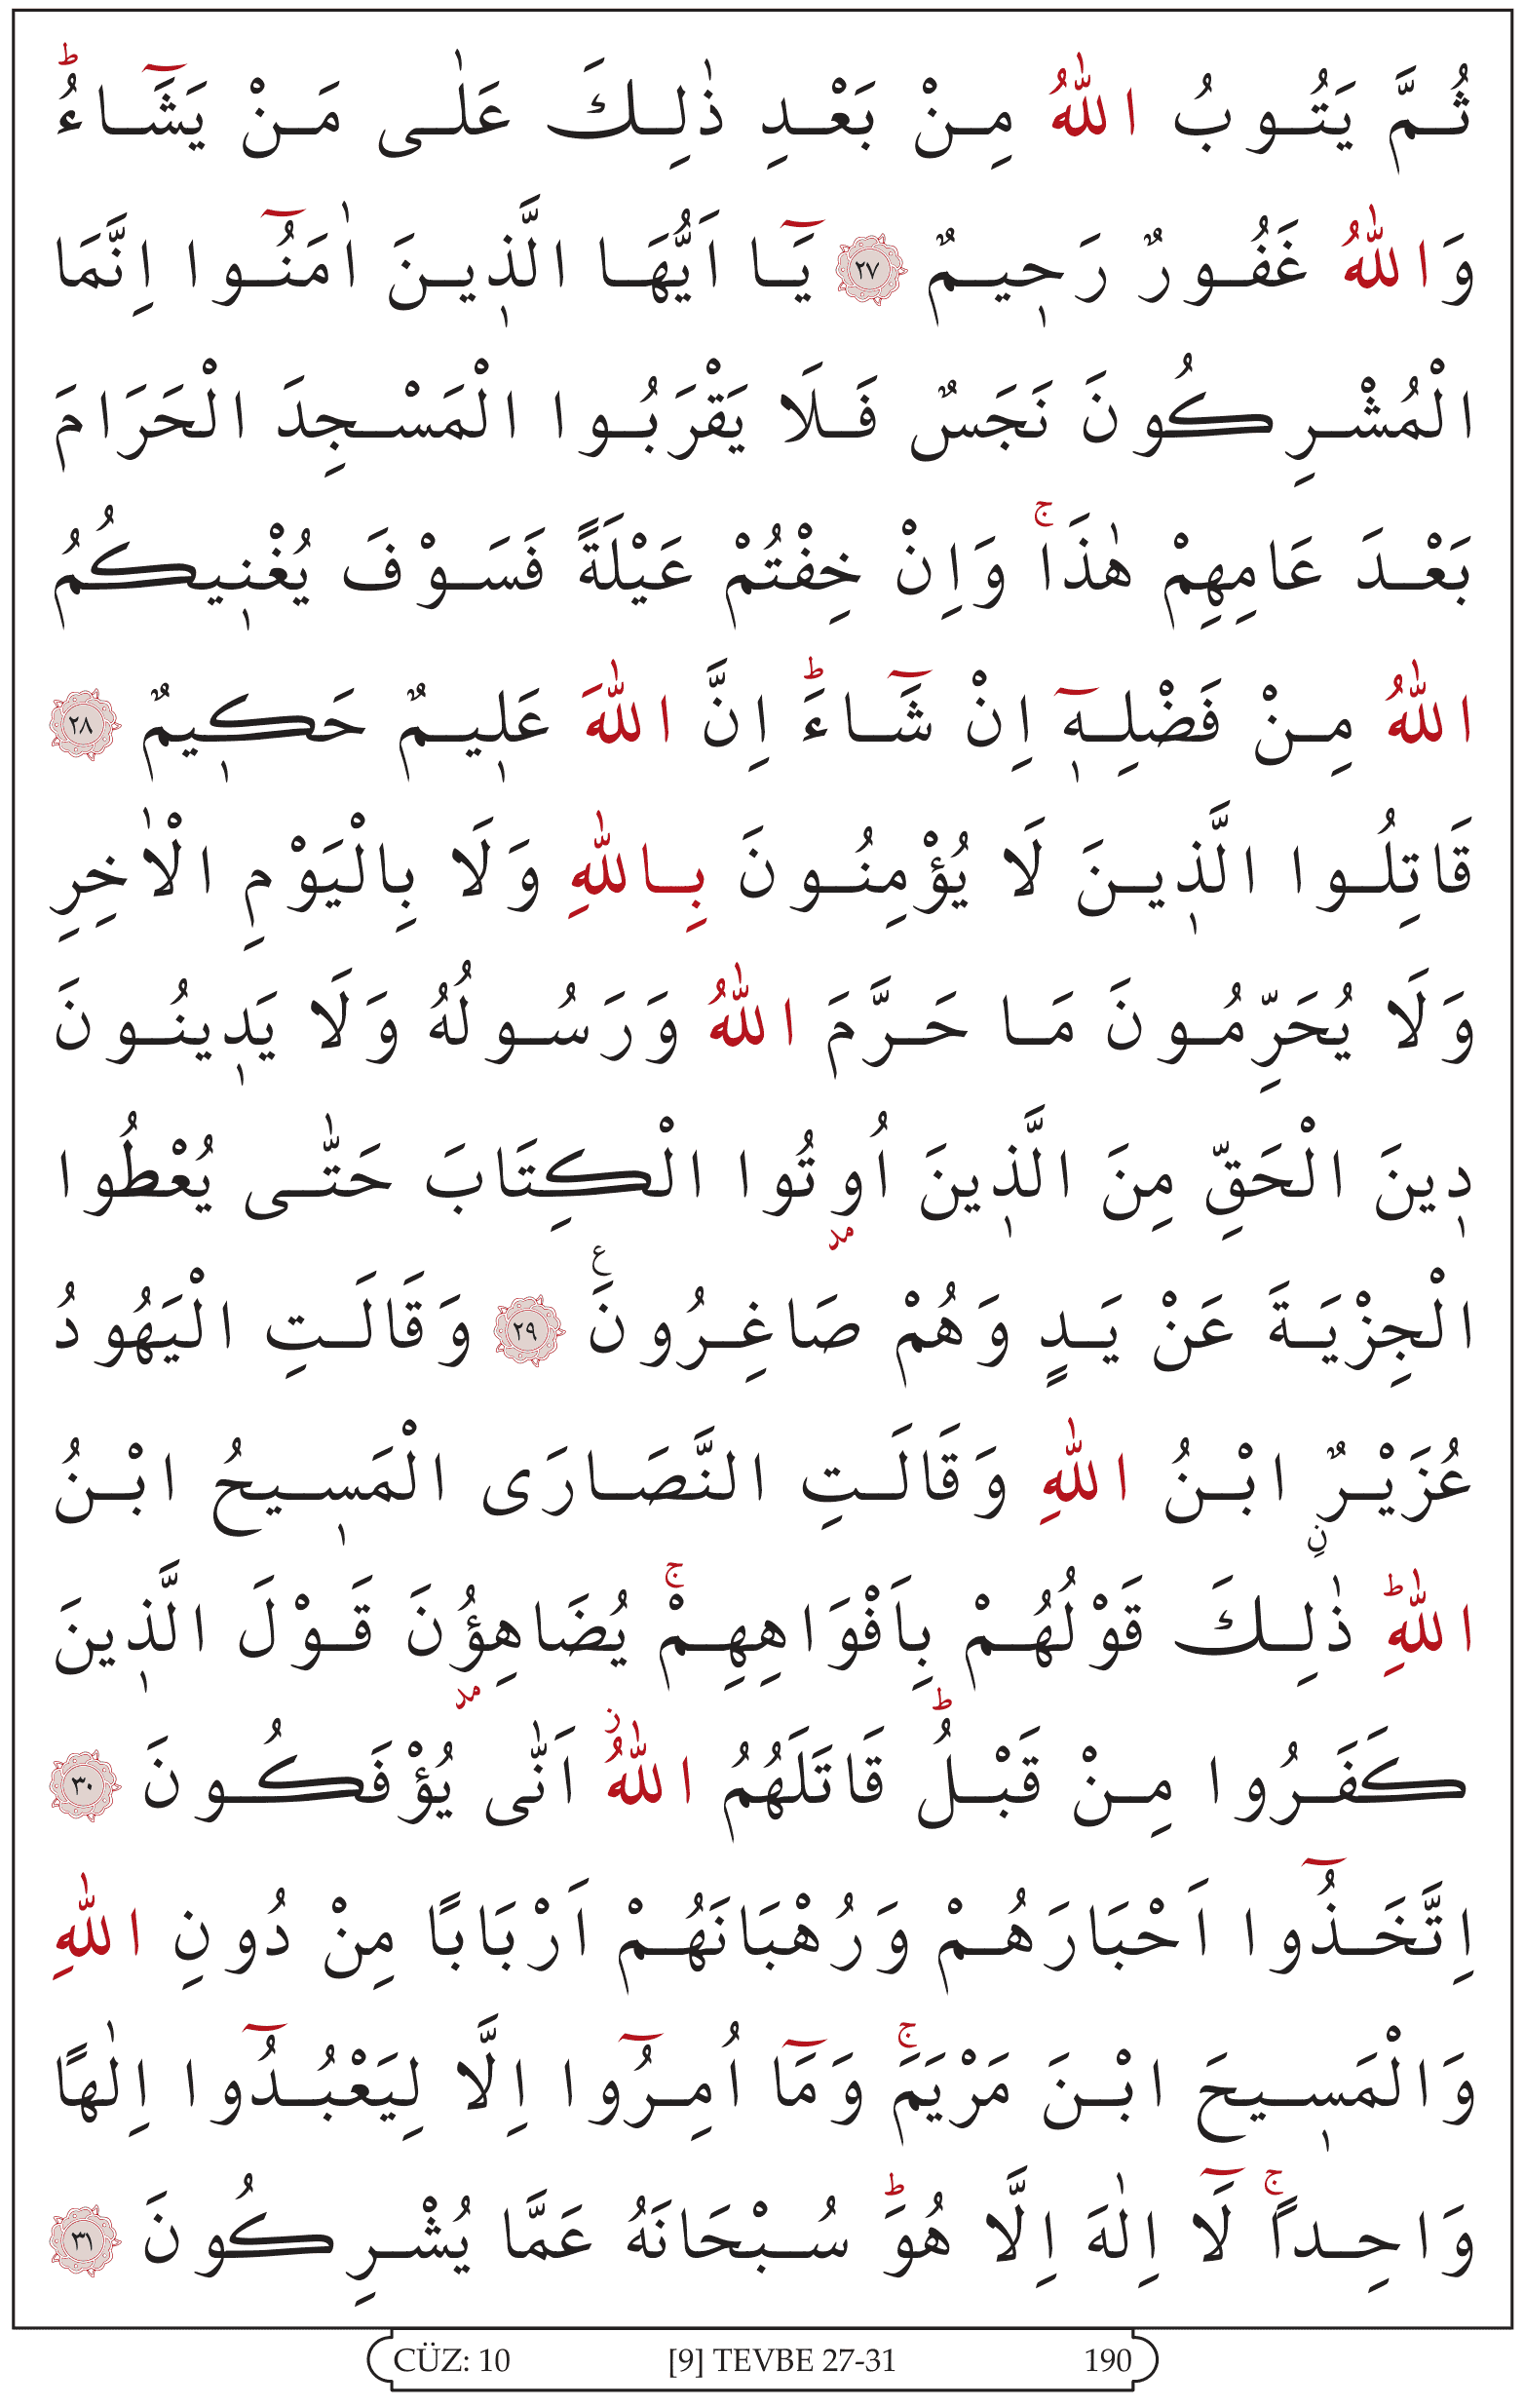 ثُمَّ يَتُوبُ اللّٰهُ مِنْ بَعْدِ ذٰلِكَ عَلٰى مَنْ يَشَٓاءُۜ
وَاللّٰهُ غَفُورٌ رَح۪يمٌ ﴿٢٧﴾ يَٓا اَيُّهَا الَّذ۪ينَ اٰمَنُٓوا اِنَّمَا
الْمُشْرِكُونَ نَجَسٌ فَلَا يَقْرَبُوا الْمَسْجِدَ الْحَرَامَ
بَعْدَ عَامِهِمْ هٰذَاۚ وَاِنْ خِفْتُمْ عَيْلَةً فَسَوْفَ يُغْن۪يكُمُ
اللّٰهُ مِنْ فَضْلِه۪ٓ اِنْ شَٓاءَۜ اِنَّ اللّٰهَ عَل۪يمٌ حَك۪يمٌ ﴿٢٨﴾
قَاتِلُوا الَّذ۪ينَ لَا يُؤْمِنُونَ بِاللّٰهِ وَلَا بِالْيَوْمِ الْاٰخِرِ
وَلَا يُحَرِّمُونَ مَا حَرَّمَ اللّٰهُ وَرَسُولُهُ وَلَا يَد۪ينُونَ
د۪ينَ الْحَقِّ مِنَ الَّذ۪ينَ اُو۫تُوا الْكِتَابَ حَتّٰى يُعْطُوا
الْجِزْيَةَ عَنْ يَدٍ وَهُمْ صَاغِرُونَ۟ ﴿٢٩﴾ وَقَالَتِ الْيَهُودُ
عُزَيْرٌ ابْنُ اللّٰهِ وَقَالَتِ النَّصَارَى الْمَس۪يحُ ابْنُ
اللّٰهِۜ ذٰلِكَ قَوْلُهُمْ بِاَفْوَاهِهِمْۚ يُضَاهِؤُ۫نَ قَوْلَ الَّذ۪ينَ
كَفَرُوا مِنْ قَبْلُۜ قَاتَلَهُمُ اللّٰهُۘ اَنّٰى يُؤْفَكُونَ ﴿٣٠﴾
اِتَّخَذُٓوا اَحْبَارَهُمْ وَرُهْبَانَهُمْ اَرْبَابًا مِنْ دُونِ اللّٰهِ
وَالْمَس۪يحَ ابْنَ مَرْيَمَۚ وَمَٓا اُمِرُٓوا اِلَّا لِيَعْبُدُٓوا اِلٰهًا
وَاحِداًۚ لَٓا اِلٰهَ اِلَّا هُوَۜ سُبْحَانَهُ عَمَّا يُشْرِكُونَ ﴿٣١﴾
CÜZ: 10 [9] TEVBE 27-31 190